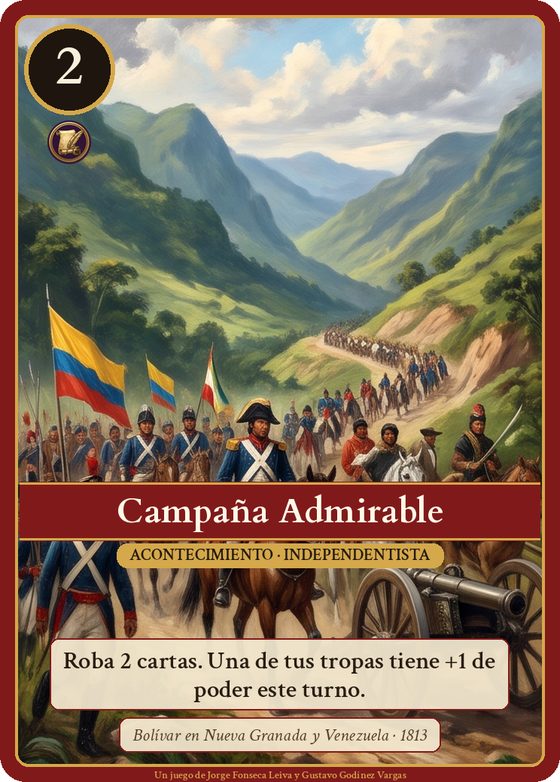 2
Campaña Admirable
ACONTECIMIENTO · INDEPENDENTISTA
Roba 2 cartas. Una de tus tropas tiene +1 de
poder este turno.
Bolívar en Nueva Granada y Venezuela · 1813
Un juego de Jorge Fonseca Leiva y Gustavo Godínez Vargas